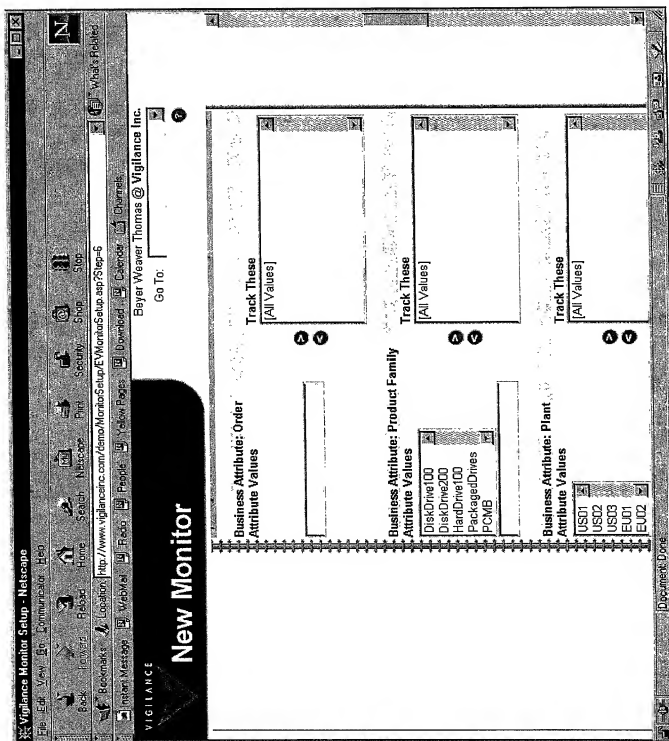 Vigilance Monitor Setup - Netscape
File Edit View Go Communicator Help
Back Forward Reload Home Search Netscape Print Security Shop Stop
Bookmarks Location: http://www.vigilanceinc.com/demo/MonitorSetup/EVMonitorSetup.asp?Step=6 What's Related
Instant Message WebMail Radio People Yellow Pages Download Calendar Channels
VIGILANCE
New Monitor
Beyer Weaver Thomas @ Vigilance Inc.
Go To:
?
Business Attribute: Order
Attribute Values
Track These
[All Values]
Business Attribute: Product Family
Attribute Values
Track These
DiskDrive100
DiskDrive200
HardDrive100
PackagedDrives
PCMB
[All Values]
Business Attribute: Plant
Attribute Values
Track These
US01
US02
US03
EU01
EU02
[All Values]
Document: Done